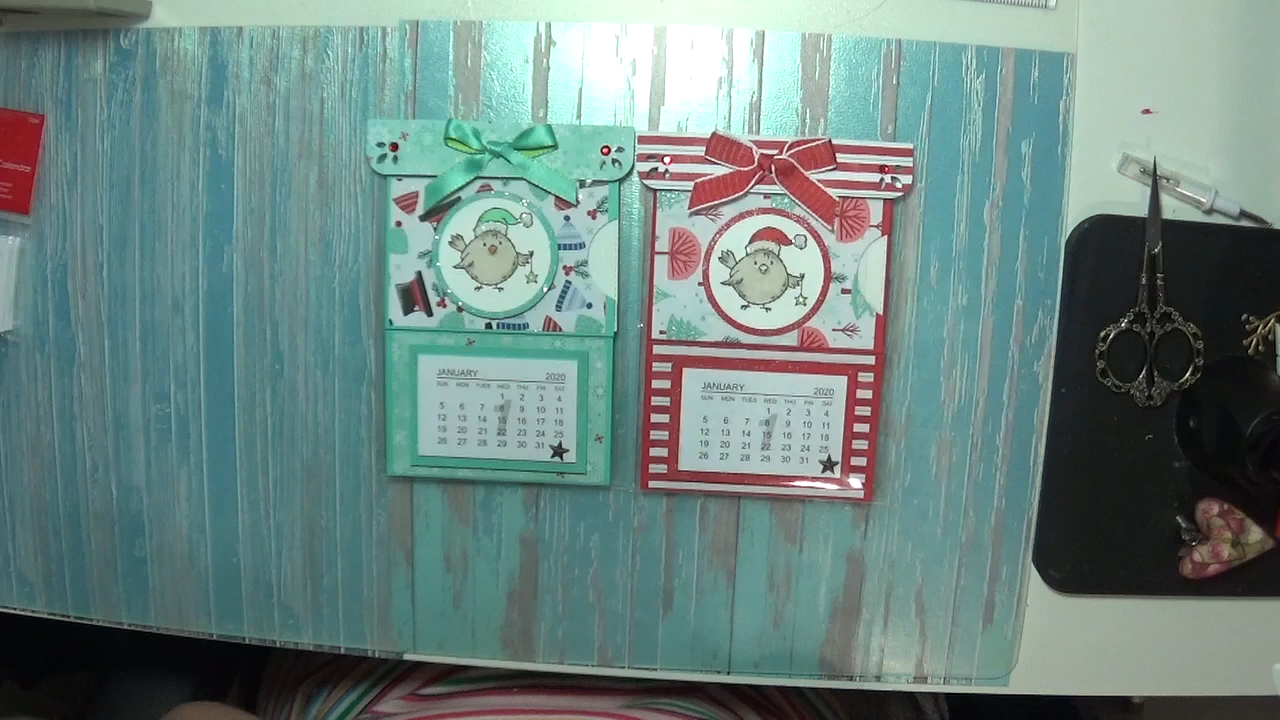 JANUARY 2020
SUN MON TUES WED THU FRI SAT
1 2 3 4
5 6 7 8 9 10 11
12 13 14 15 16 17 18
19 20 21 22 23 24 25
26 27 28 29 30 31
JANUARY 2020
SUN MON TUES WED THU FRI SAT
1 2 3 4
5 6 7 8 9 10 11
12 13 14 15 16 17 18
19 20 21 22 23 24 25
26 27 28 29 30 31